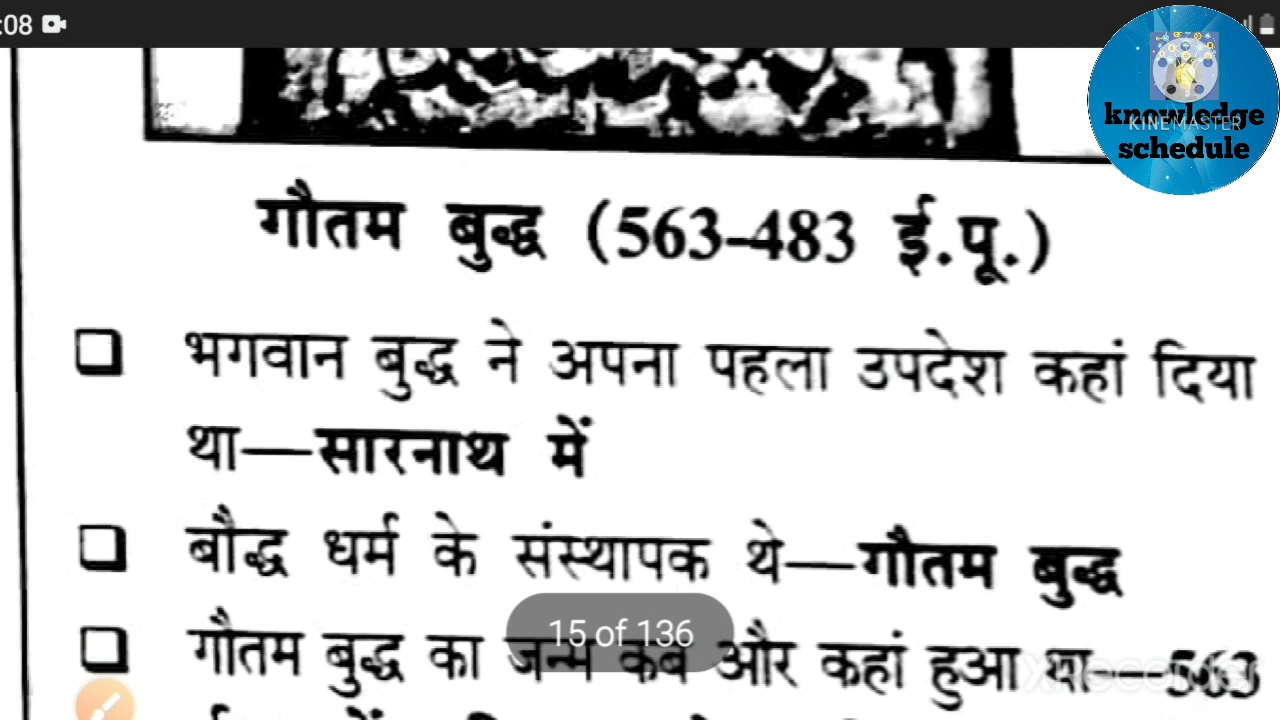 :08
knowledge
KINEMASTER
schedule
गौतम बुद्ध (563-483 ई.पू.)
भगवान बुद्ध ने अपना पहला उपदेश कहां दिया
था—सारनाथ में
बौद्ध धर्म के संस्थापक थे—गौतम बुद्ध
15 of 136
गौतम बुद्ध का जन्म कब और कहां हुआ था—563
XRecorder